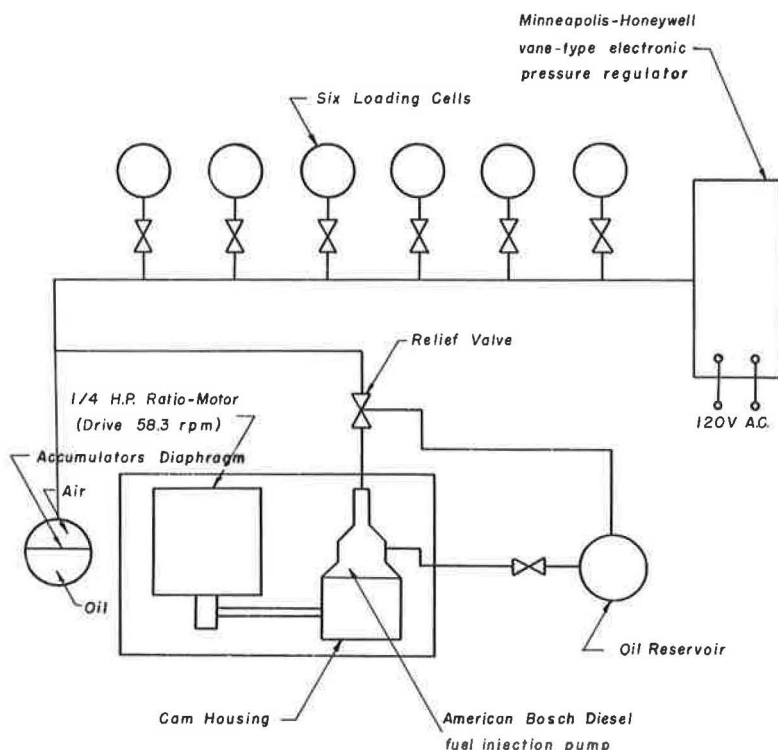 Minneapolis-Honeywell
vane-type electronic
pressure regulator
Six Loading Cells
Relief Valve
1/4 H.P. Ratio-Motor
(Drive 58.3 rpm)
120V A.C.
Accumulators Diaphragm
Air
Oil
Oil Reservoir
Cam Housing
American Bosch Diesel
fuel injection pump